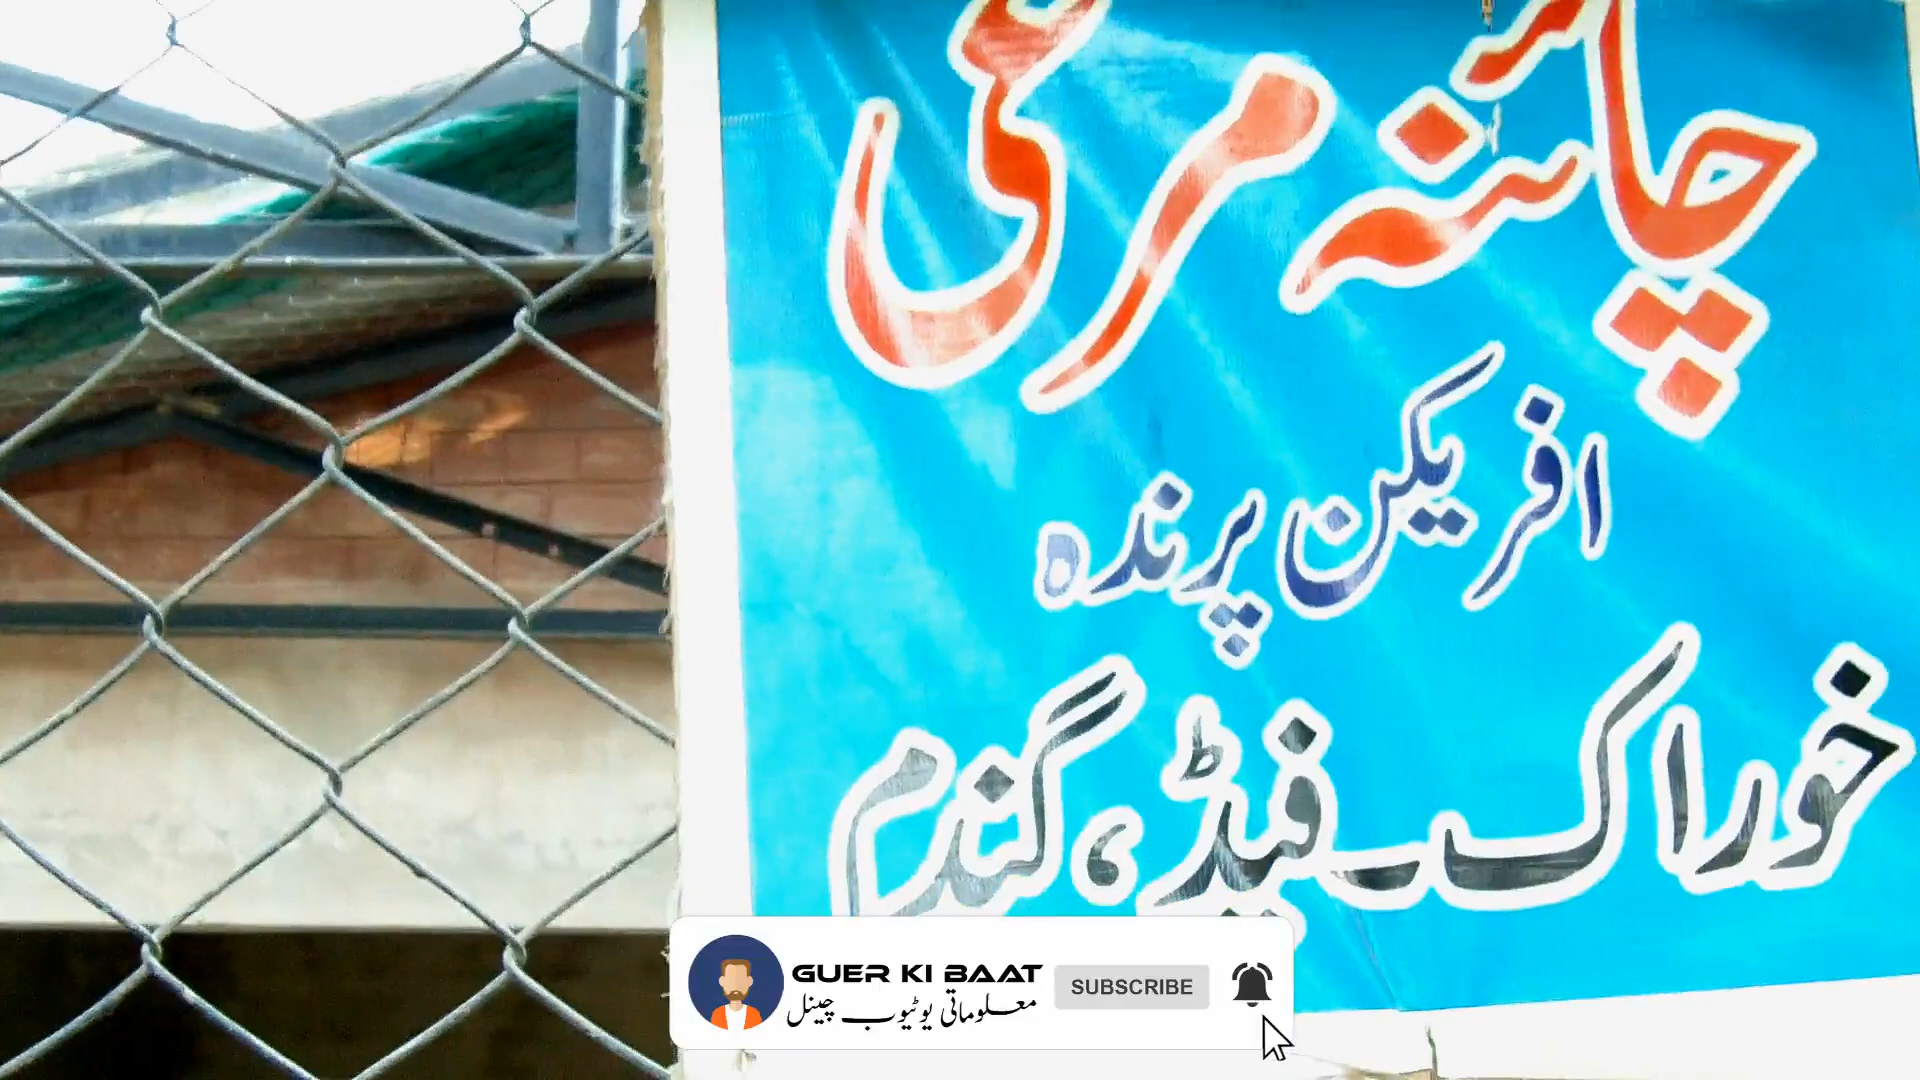 چائنہ مرغی
افریکن پرندہ
خوراک ـ فیڈ، گندم
GUER KI BAAT
معلوماتی یوٹیوب چینل
SUBSCRIBE